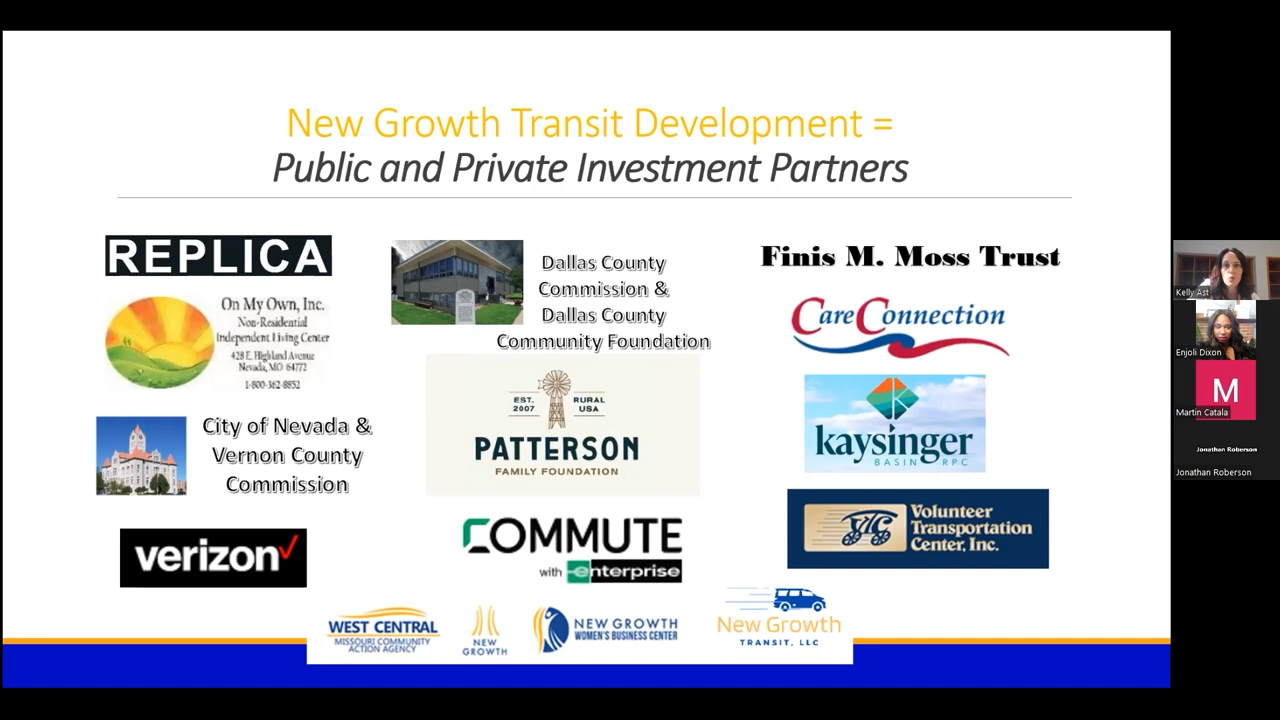 New Growth Transit Development =
Public and Private Investment Partners
REPLICA
On My Own, Inc.
Non-Residential
Independent Living Center
428 E. Highland Avenue
Nevada, MO 64772
1-800-362-8852
City of Nevada &
Vernon County
Commission
verizon
Dallas County
Commission &
Dallas County
Community Foundation
EST. 2007
RURAL USA
PATTERSON
FAMILY FOUNDATION
COMMUTE
with enterprise
Finis M. Moss Trust
CareConnection
kaysinger
BASIN RPC
VTC
Volunteer
Transportation
Center, Inc.
WEST CENTRAL
MISSOURI COMMUNITY
ACTION AGENCY
NEW
GROWTH
NEW GROWTH
WOMEN'S BUSINESS CENTER
New Growth
TRANSIT, LLC
Kelly Ast
Enjoli Dixon
M
Martin Catala
Jonathan Roberson
Jonathan Roberson